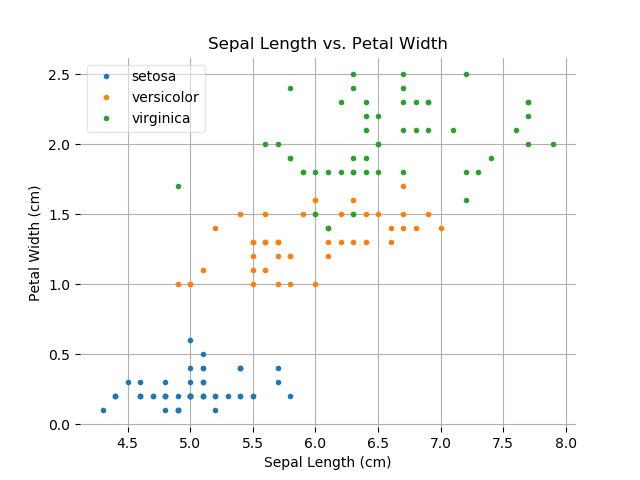 Sepal Length vs. Petal Width
setosa
versicolor
virginica
2.5
2.0
1.5
1.0
0.5
0.0
Petal Width (cm)
4.5 5.0 5.5 6.0 6.5 7.0 7.5 8.0
Sepal Length (cm)